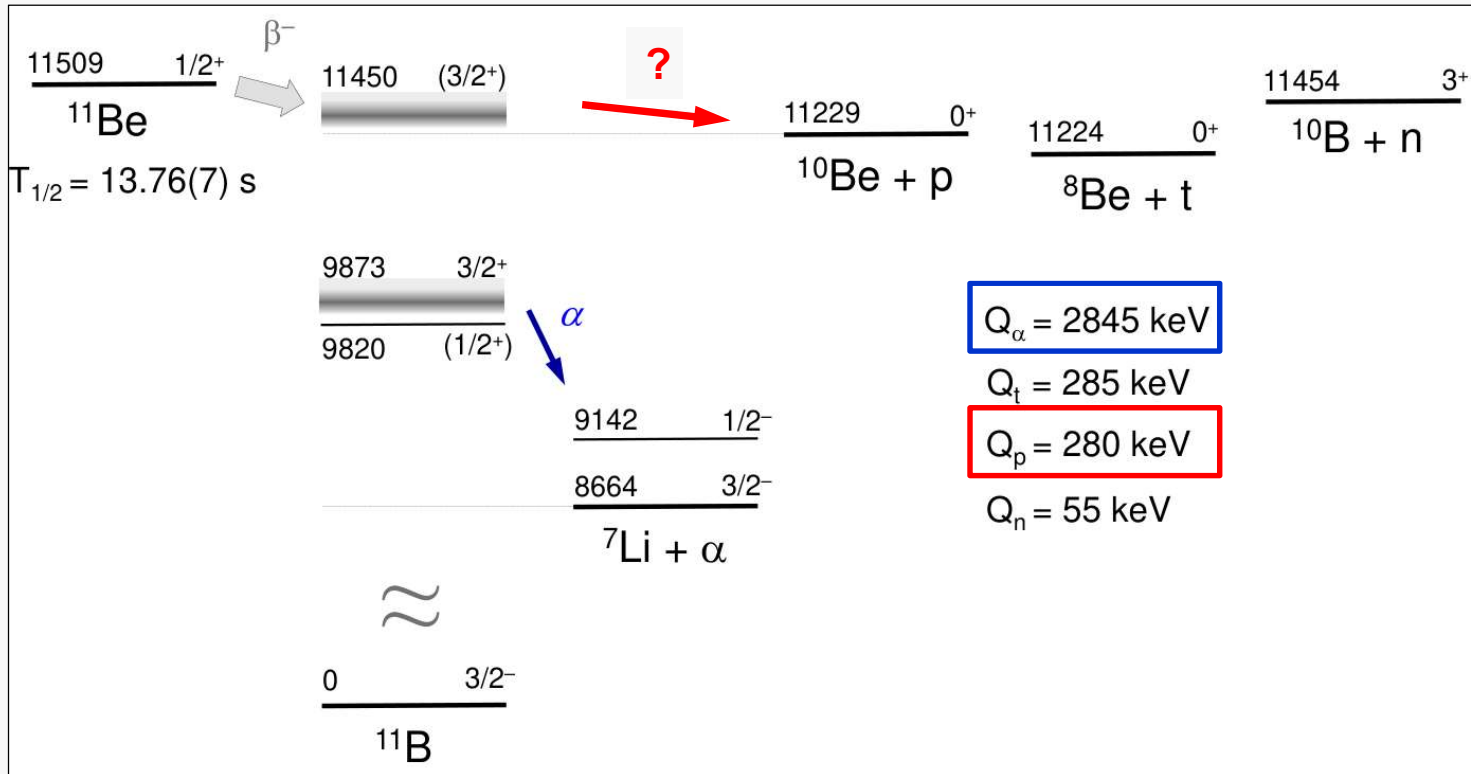 β⁻
?
11509 1/2⁺
¹¹Be
T₁/₂ = 13.76(7) s
11450 (3/2⁺)
11229 0⁺
¹⁰Be + p
11224 0⁺
⁸Be + t
11454 3⁺
¹⁰B + n
9873 3/2⁺
9820 (1/2⁺)
α
9142 1/2⁻
8664 3/2⁻
⁷Li + α
Qα = 2845 keV
Qₜ = 285 keV
Qₚ = 280 keV
Qₙ = 55 keV
≈
0 3/2⁻
¹¹B